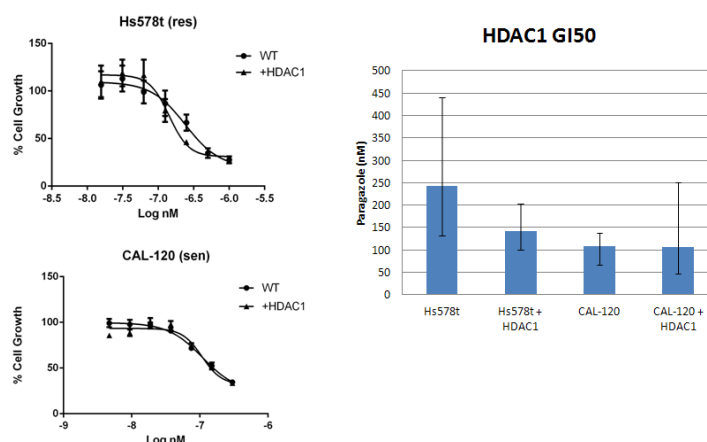 Hs578t (res)
150
100
50
0
% Cell Growth
WT
+HDAC1
-8.5 -8.0 -7.5 -7.0 -6.5 -6.0 -5.5
Log nM
CAL-120 (sen)
150
100
50
0
% Cell Growth
WT
+HDAC1
-9 -8 -7 -6
Log nM
HDAC1 GI50
500
450
400
350
300
250
200
150
100
50
0
Paragazole (nM)
Hs578t Hs578t + CAL-120 CAL-120 +
HDAC1 HDAC1